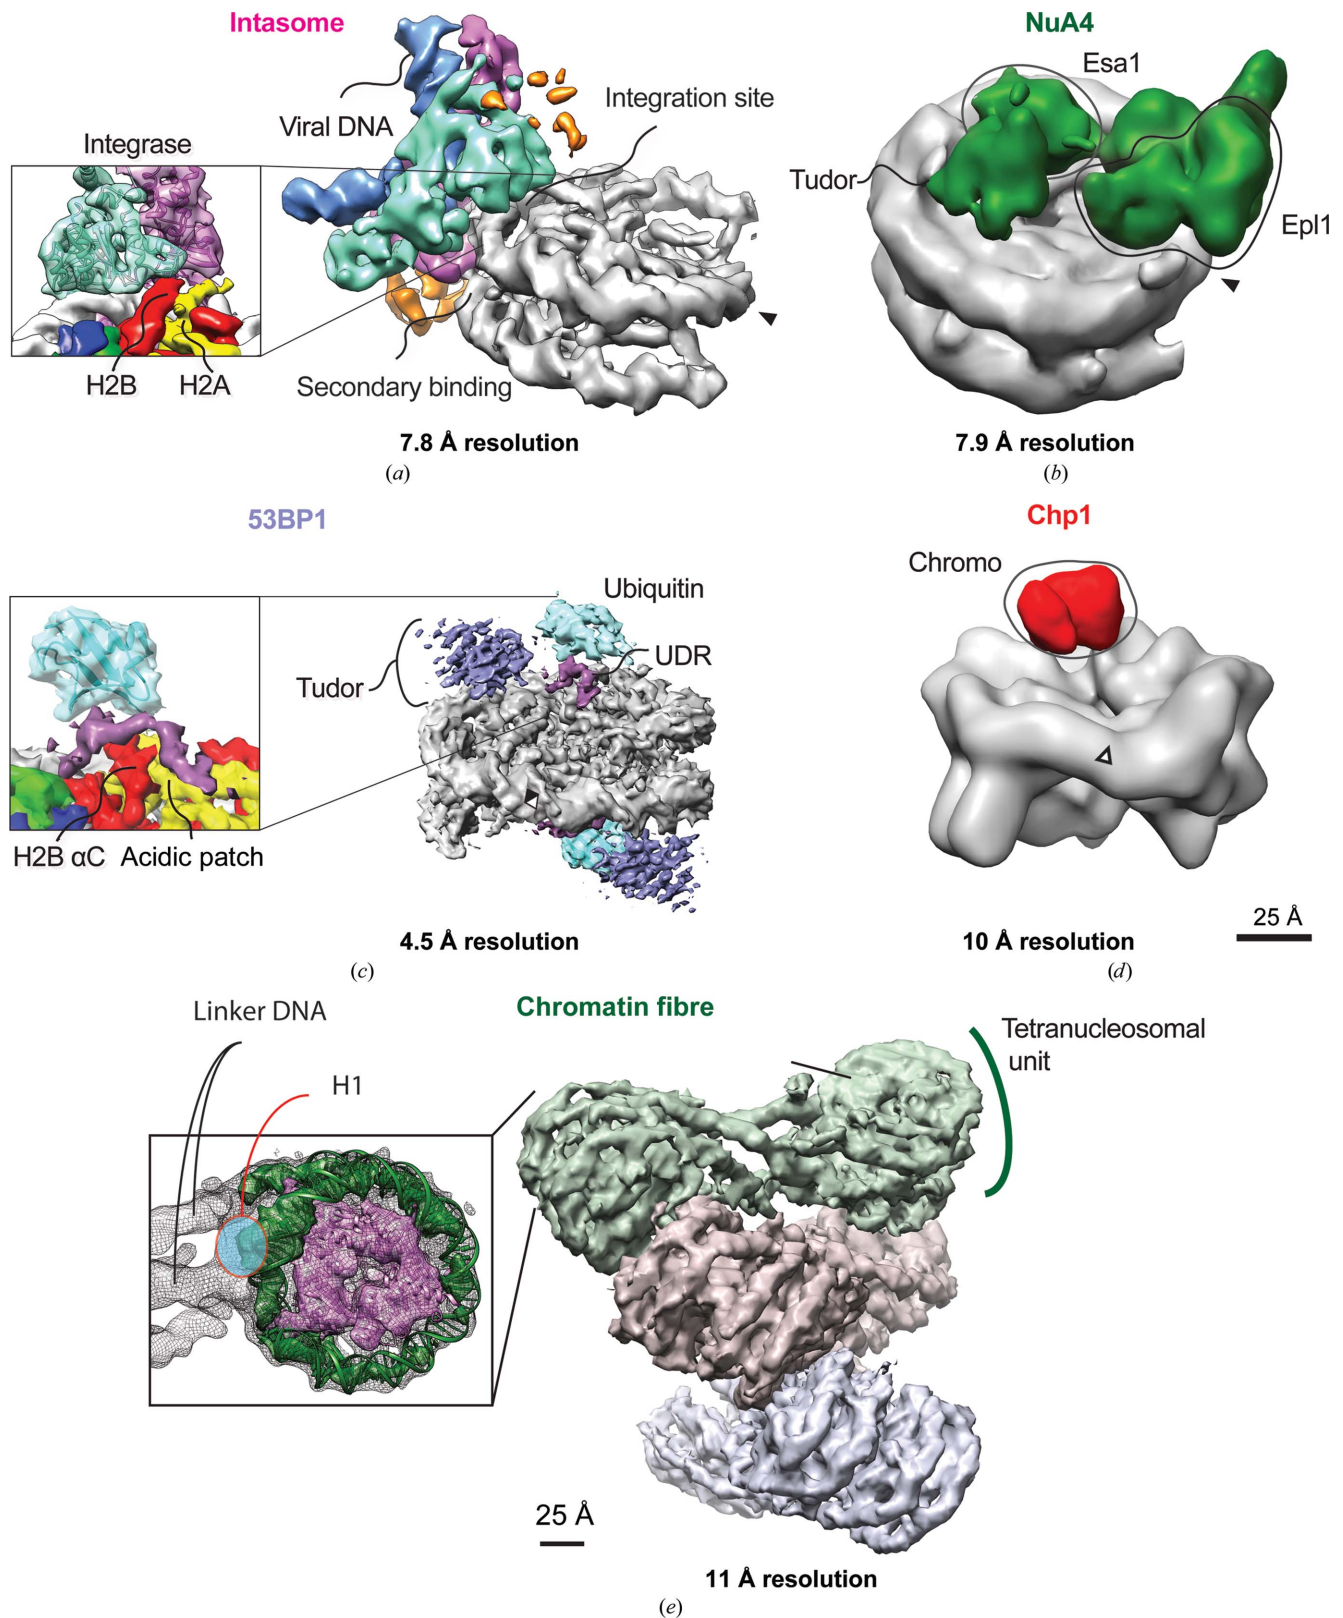 Intasome
Viral DNA
Integration site
Integrase
H2B
H2A
Secondary binding
7.8 Å resolution
(a)
NuA4
Esa1
Tudor
Epl1
7.9 Å resolution
(b)
53BP1
Ubiquitin
UDR
Tudor
H2B αC
Acidic patch
4.5 Å resolution
(c)
Chp1
Chromo
25 Å
10 Å resolution
(d)
Chromatin fibre
Linker DNA
H1
Tetranucleosomal
unit
25 Å
11 Å resolution
(e)